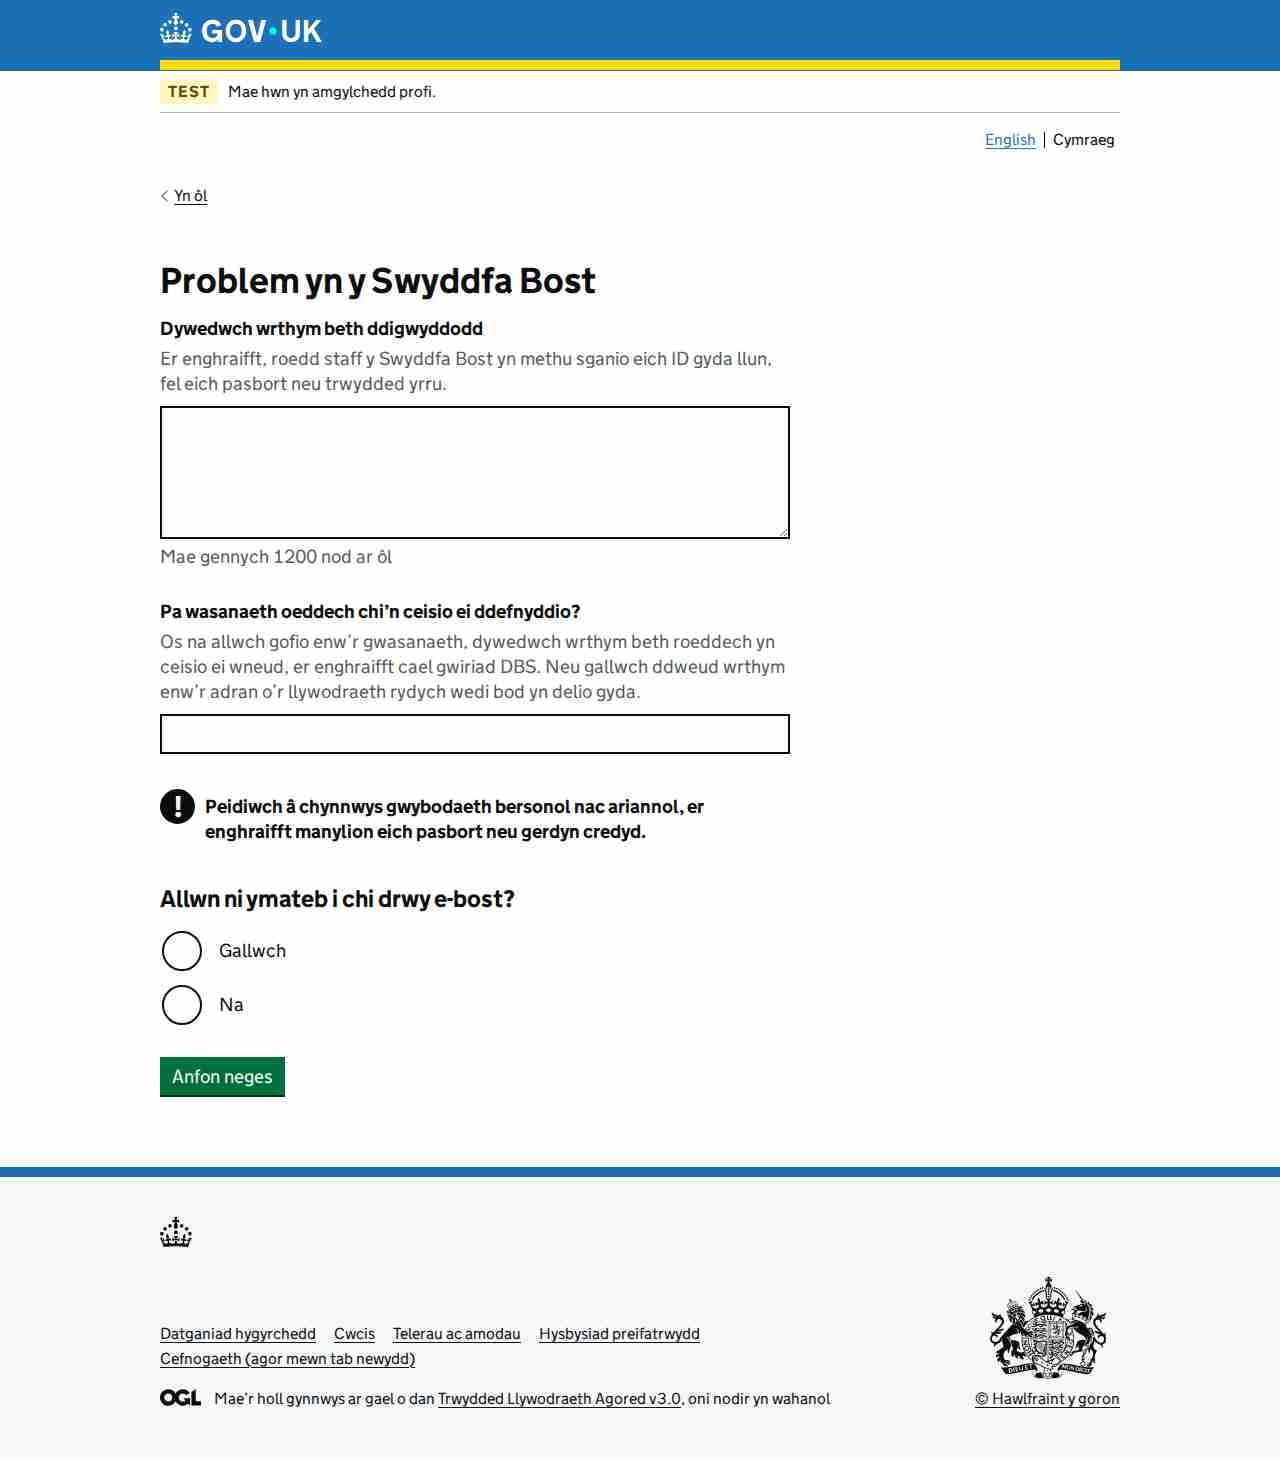 GOV·UK
TEST Mae hwn yn amgylchedd profi.
English | Cymraeg
Yn ôl
Problem yn y Swyddfa Bost
Dywedwch wrthym beth ddigwyddodd
Er enghraifft, roedd staff y Swyddfa Bost yn methu sganio eich ID gyda llun,
fel eich pasbort neu trwydded yrru.
Mae gennych 1200 nod ar ôl
Pa wasanaeth oeddech chi’n ceisio ei ddefnyddio?
Os na allwch gofio enw’r gwasanaeth, dywedwch wrthym beth roeddech yn
ceisio ei wneud, er enghraifft cael gwiriad DBS. Neu gallwch ddweud wrthym
enw’r adran o’r llywodraeth rydych wedi bod yn delio gyda.
! Peidiwch â chynnwys gwybodaeth bersonol nac ariannol, er
enghraifft manylion eich pasbort neu gerdyn credyd.
Allwn ni ymateb i chi drwy e-bost?
Gallwch
Na
Anfon neges
Datganiad hygyrchedd Cwcis Telerau ac amodau Hysbysiad preifatrwydd
Cefnogaeth (agor mewn tab newydd)
OGL Mae’r holl gynnwys ar gael o dan Trwydded Llywodraeth Agored v3.0, oni nodir yn wahanol
© Hawlfraint y goron